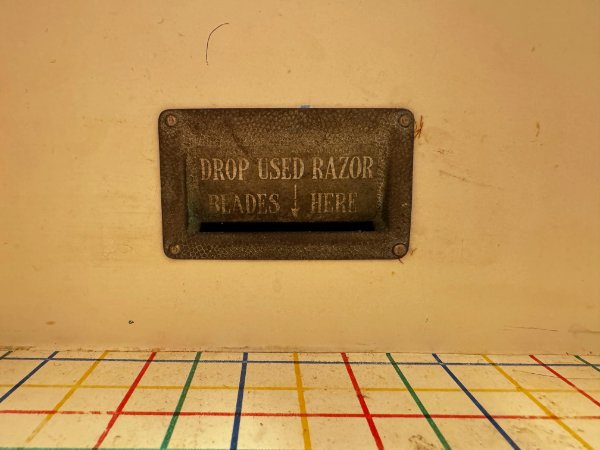 DROP USED RAZOR
BLADES ↓ HERE